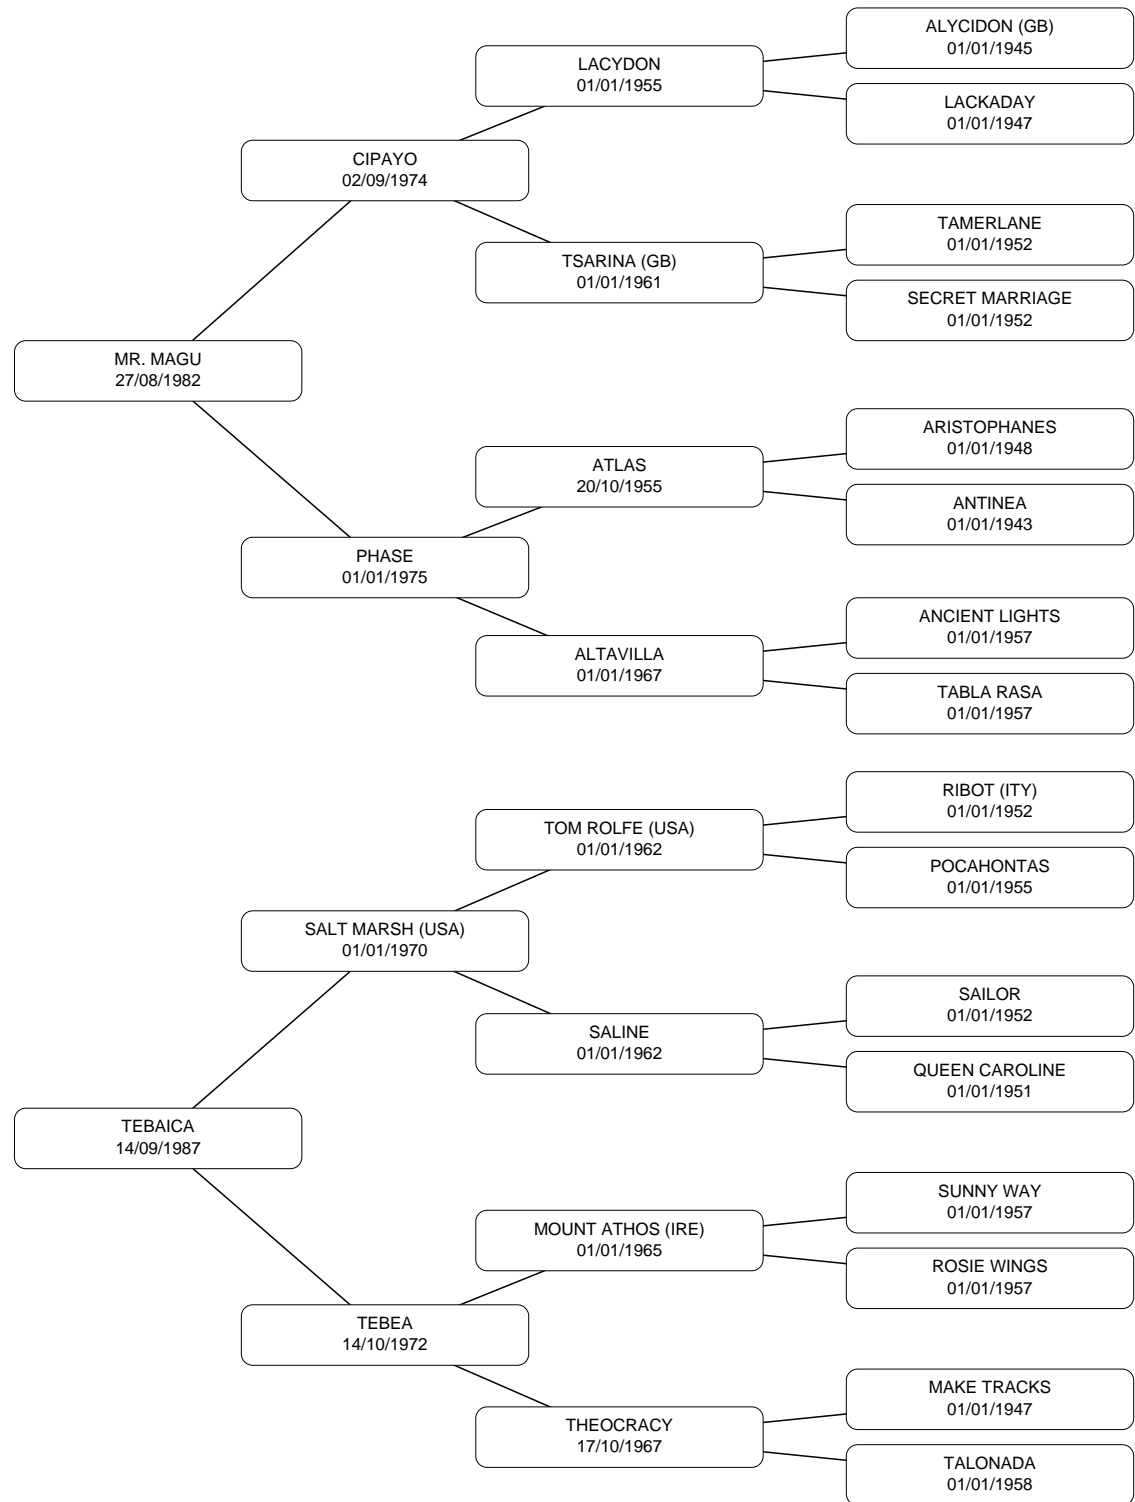 ALYCIDON (GB)
01/01/1945
LACYDON
01/01/1955
LACKADAY
01/01/1947
CIPAYO
02/09/1974
TAMERLANE
01/01/1952
TSARINA (GB)
01/01/1961
SECRET MARRIAGE
01/01/1952
MR. MAGU
27/08/1982
ARISTOPHANES
01/01/1948
ATLAS
20/10/1955
ANTINEA
01/01/1943
PHASE
01/01/1975
ANCIENT LIGHTS
01/01/1957
ALTAVILLA
01/01/1967
TABLA RASA
01/01/1957
RIBOT (ITY)
01/01/1952
TOM ROLFE (USA)
01/01/1962
POCAHONTAS
01/01/1955
SALT MARSH (USA)
01/01/1970
SAILOR
01/01/1952
SALINE
01/01/1962
QUEEN CAROLINE
01/01/1951
TEBAICA
14/09/1987
SUNNY WAY
01/01/1957
MOUNT ATHOS (IRE)
01/01/1965
ROSIE WINGS
01/01/1957
TEBEA
14/10/1972
MAKE TRACKS
01/01/1947
THEOCRACY
17/10/1967
TALONADA
01/01/1958